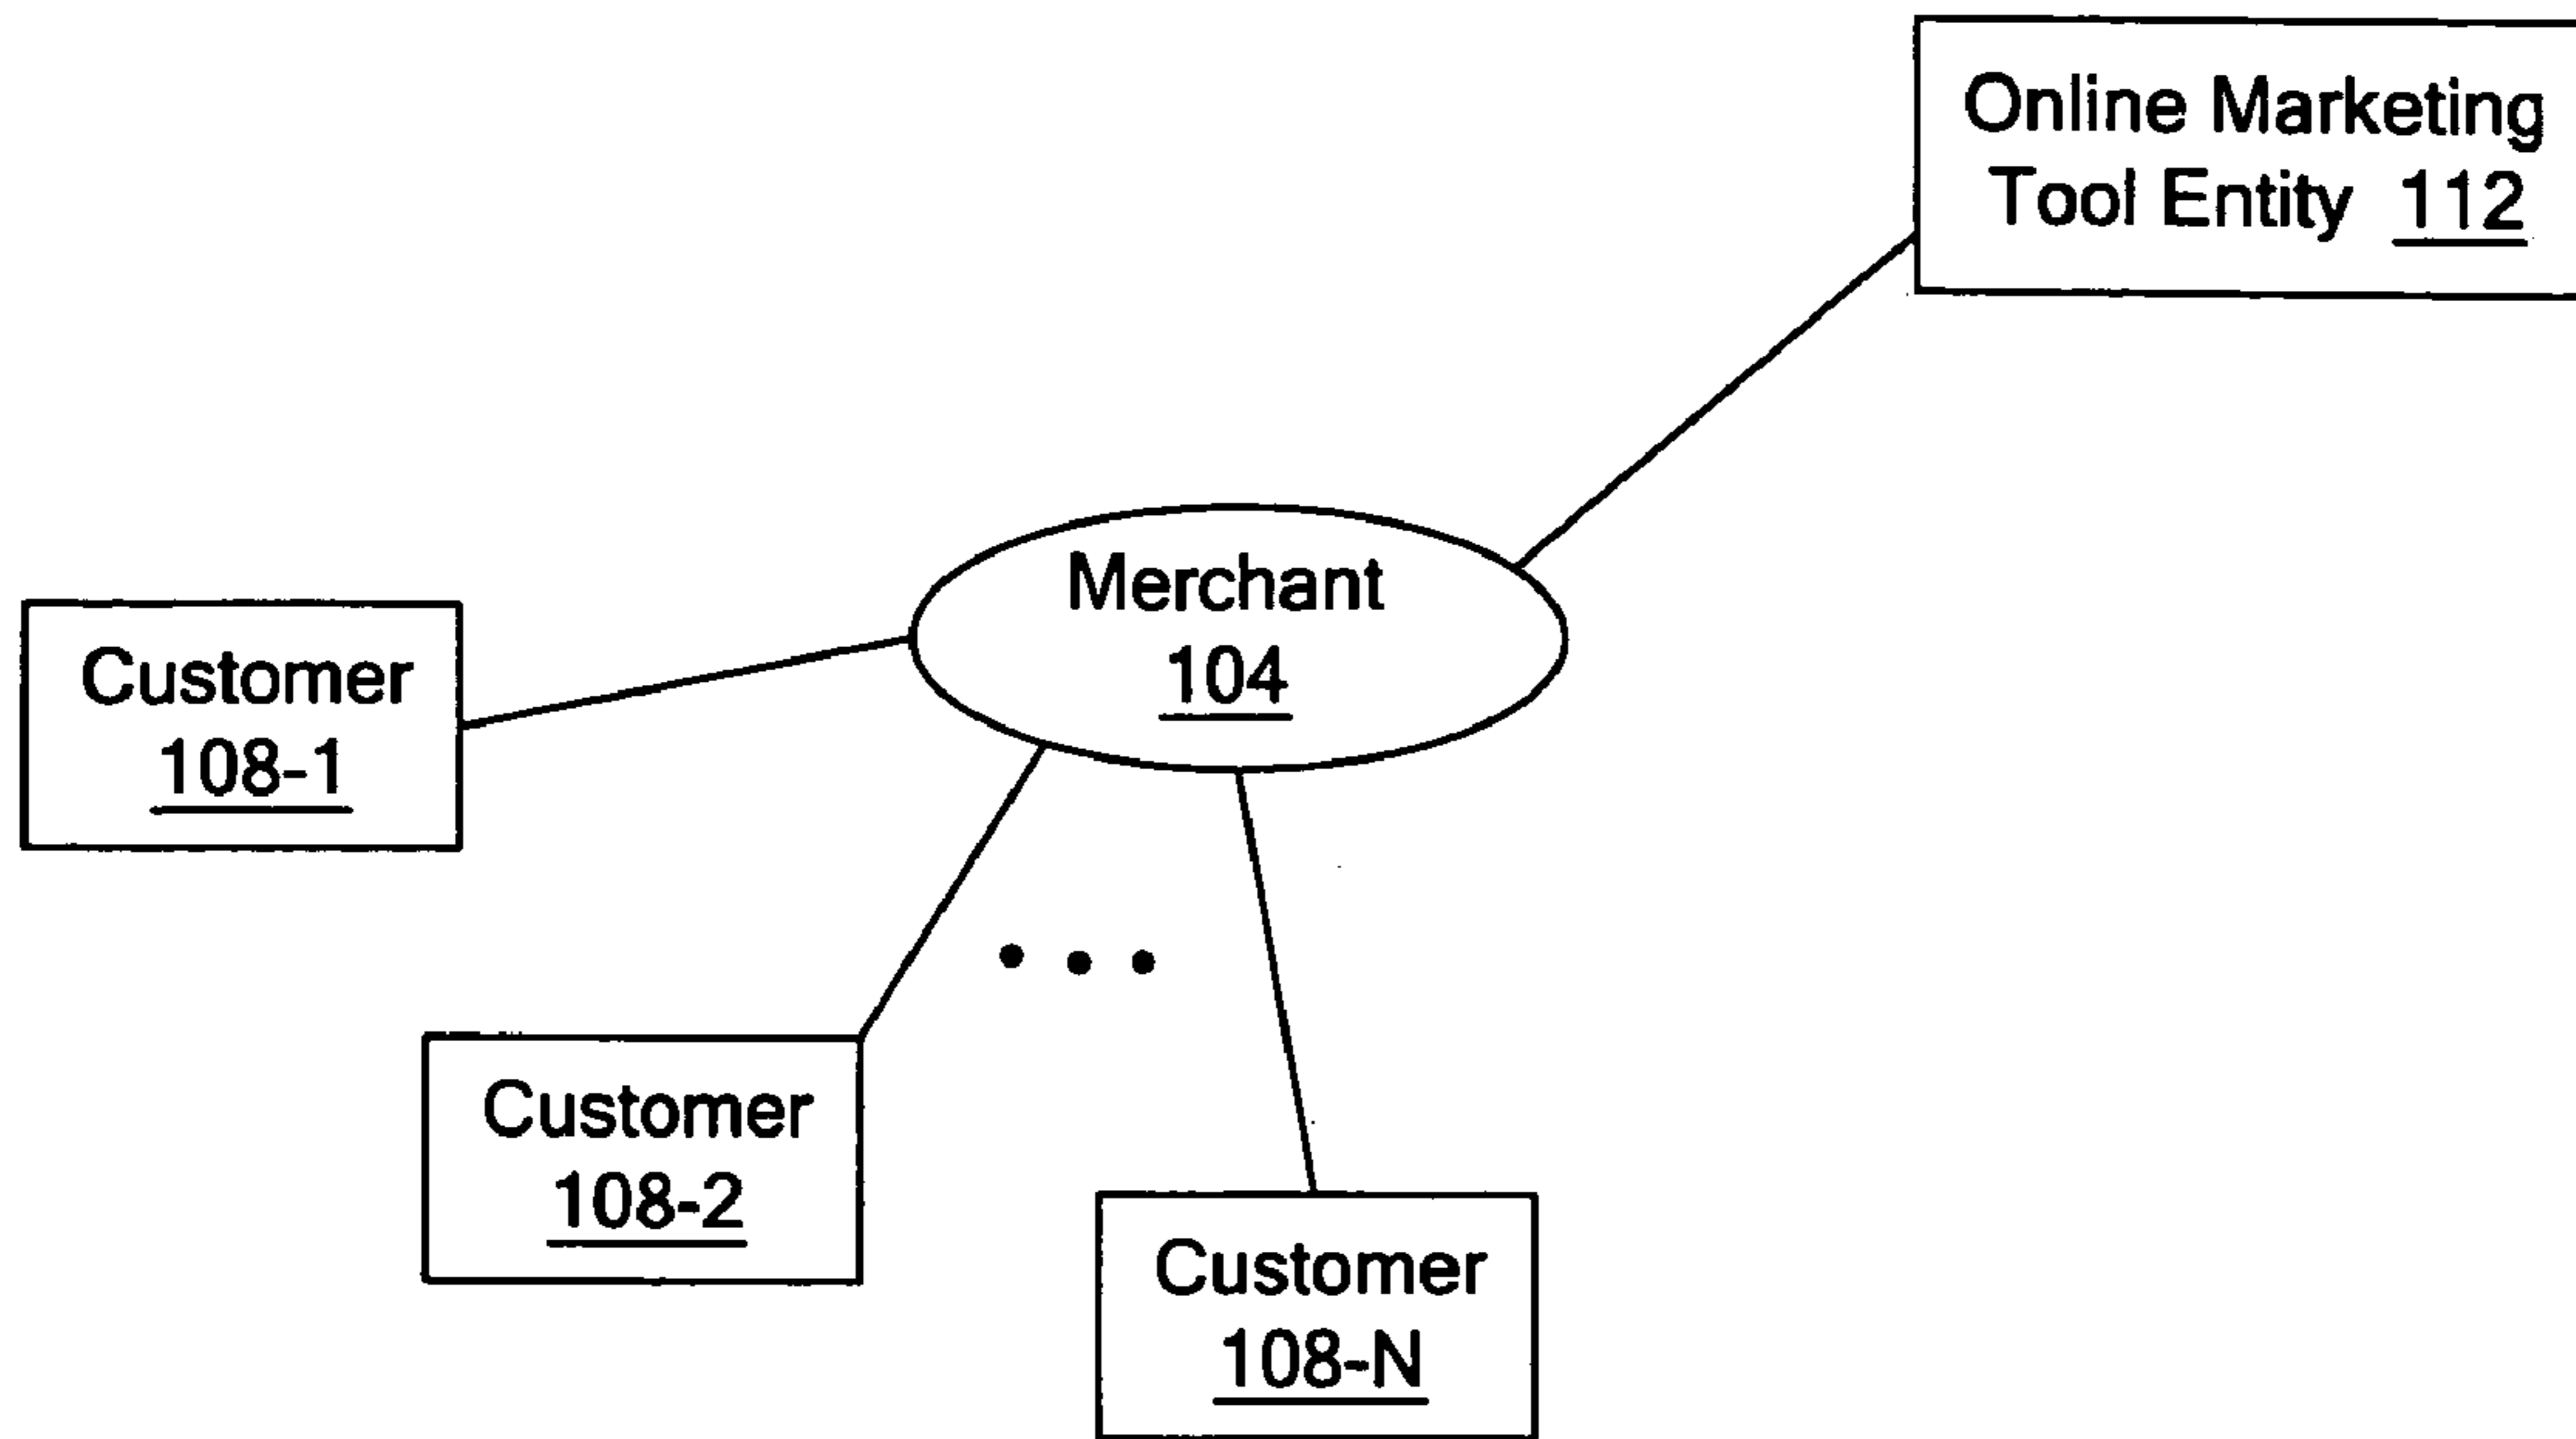 Online Marketing
Tool Entity 112
Merchant
104
Customer
108-1
Customer
108-2
Customer
108-N